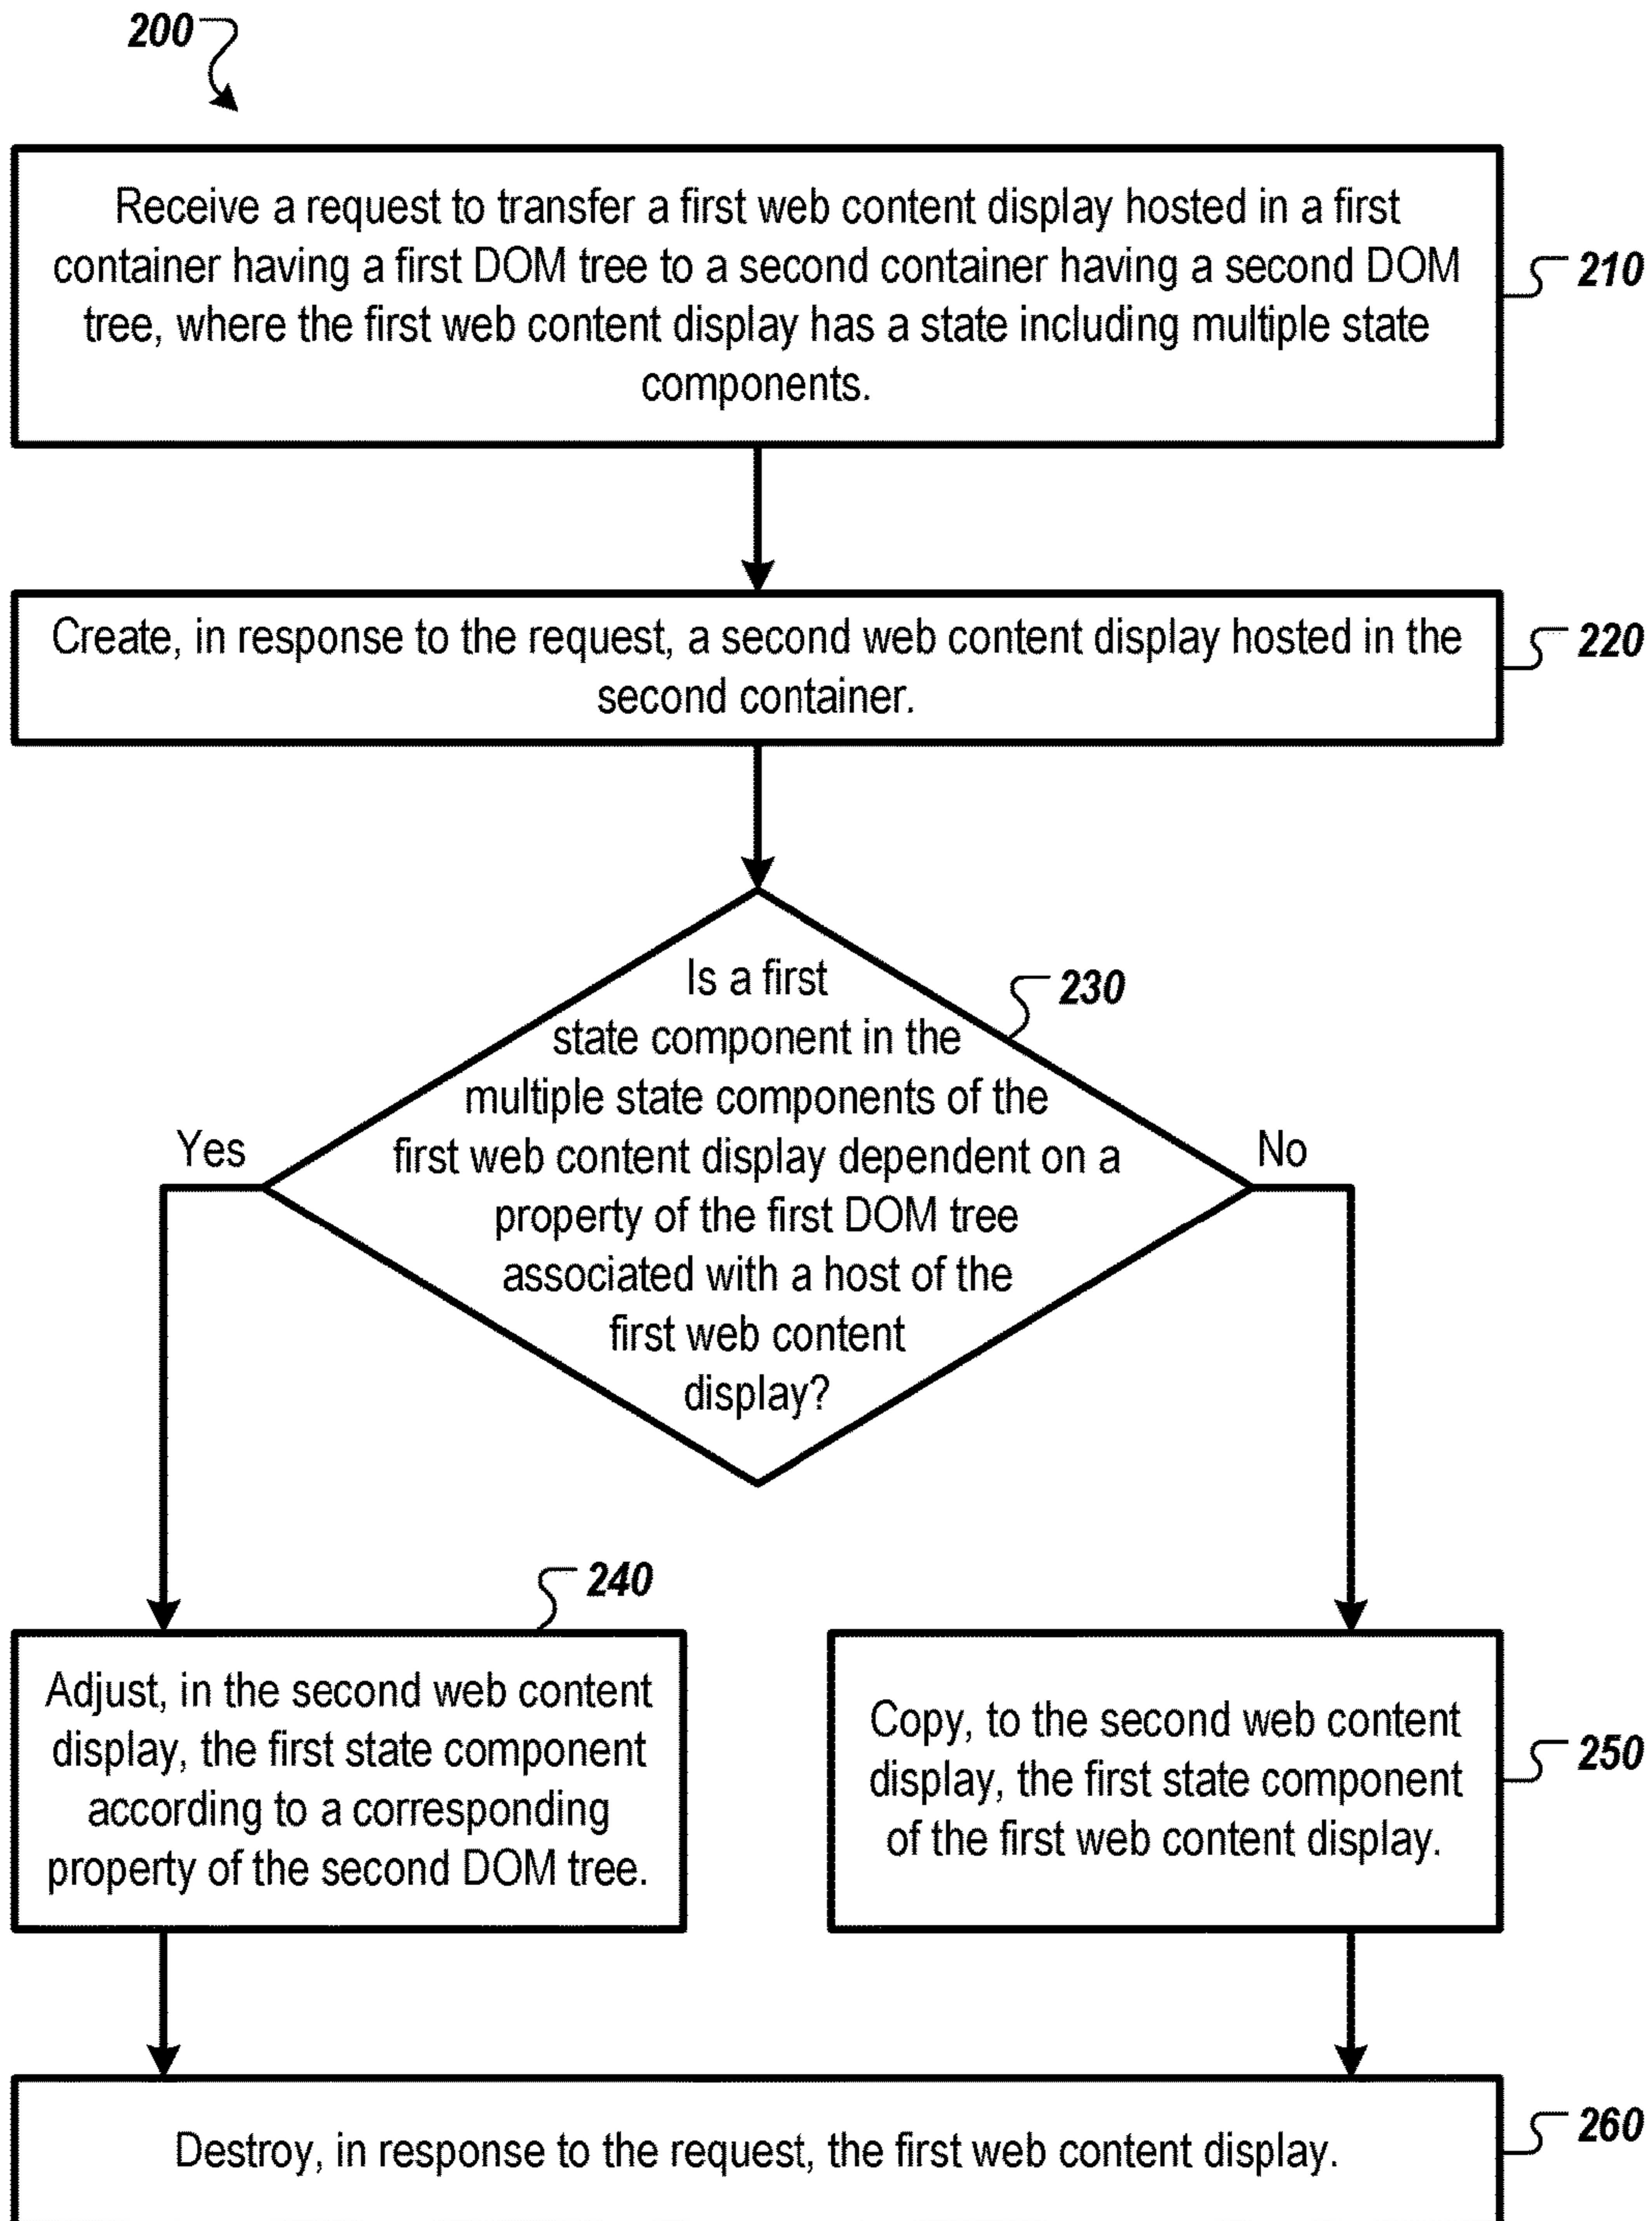 200
Receive a request to transfer a first web content display hosted in a first
container having a first DOM tree to a second container having a second DOM
tree, where the first web content display has a state including multiple state
components.
210
Create, in response to the request, a second web content display hosted in the
second container.
220
Is a first
state component in the
multiple state components of the
first web content display dependent on a
property of the first DOM tree
associated with a host of the
first web content
display?
230
Yes
No
240
Adjust, in the second web content
display, the first state component
according to a corresponding
property of the second DOM tree.
Copy, to the second web content
display, the first state component
of the first web content display.
250
Destroy, in response to the request, the first web content display.
260